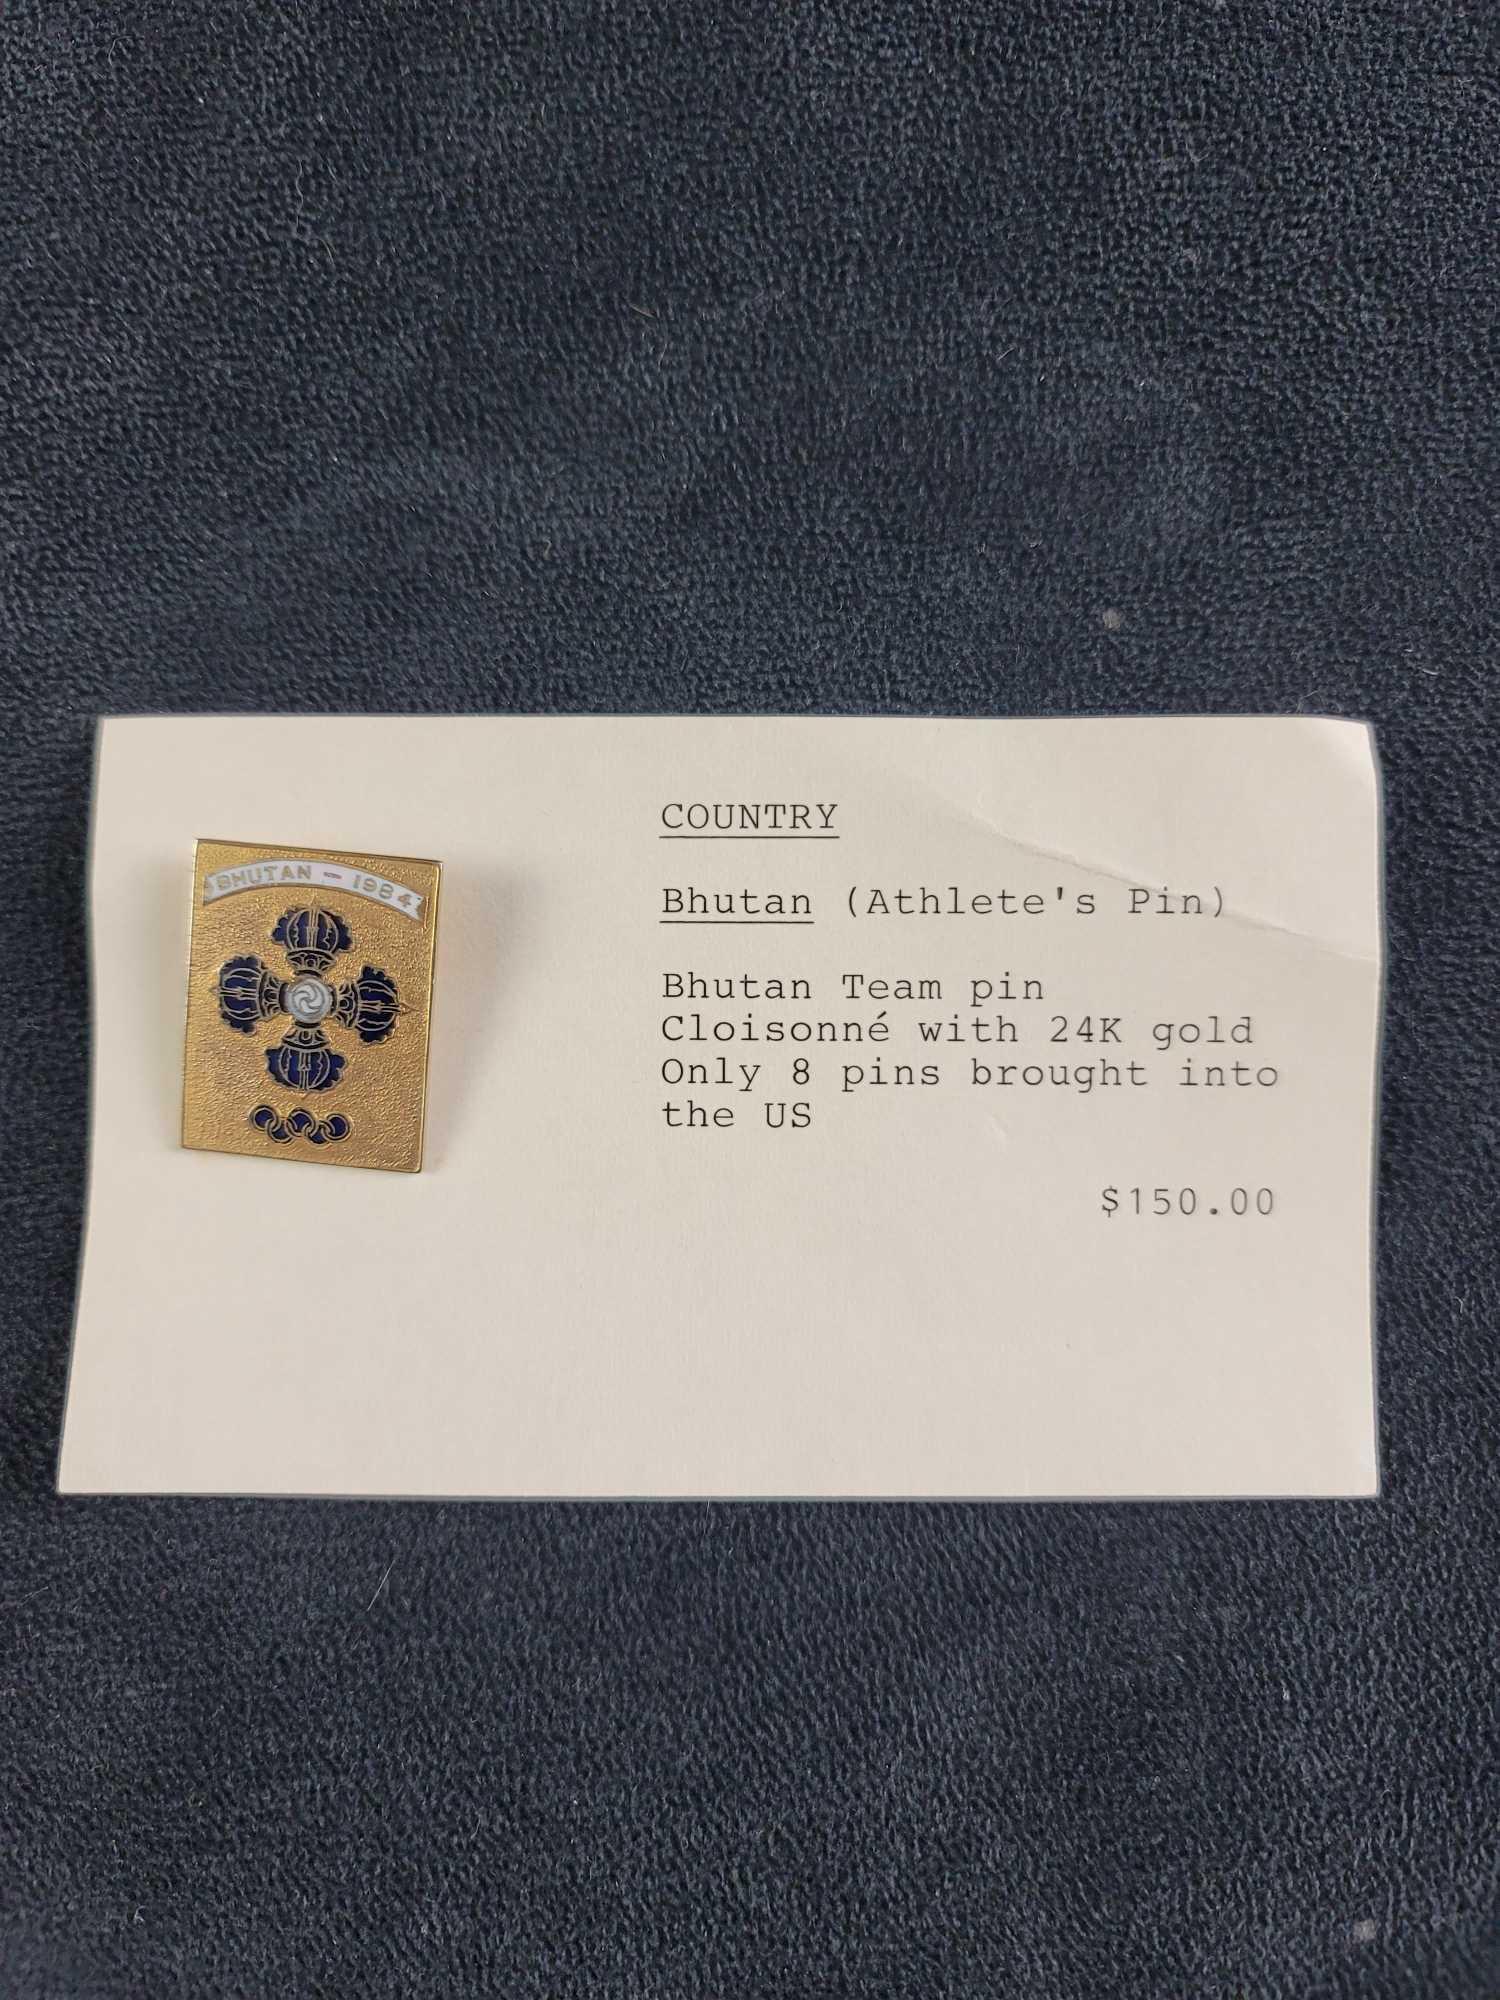 BHUTAN - 1984
COUNTRY
Bhutan (Athlete's Pin)
Bhutan Team pin
Cloisonné with 24K gold
Only 8 pins brought into
the US
$150.00